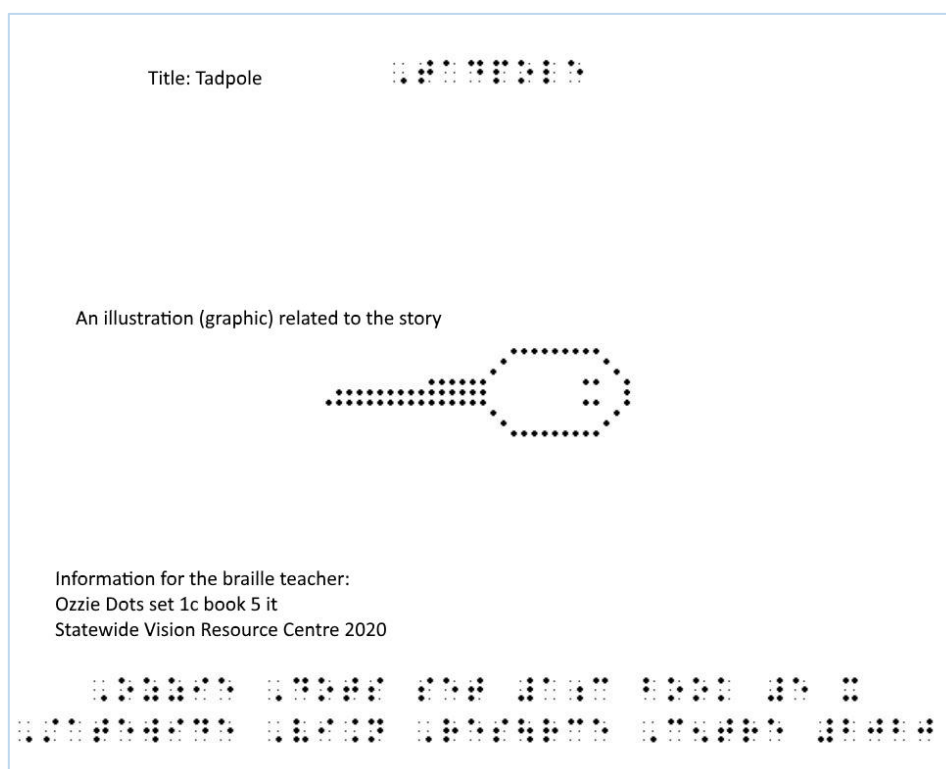 Title: Tadpole ⠠⠞⠁⠙⠏⠕⠇⠑
An illustration (graphic) related to the story
Information for the braille teacher:
Ozzie Dots set 1c book 5 it
Statewide Vision Resource Centre 2020
⠠⠕⠵⠵⠊⠑ ⠠⠙⠕⠞⠎ ⠎⠑⠞ ⠼⠁⠰⠉ ⠃⠕⠕⠅ ⠼⠑ ⠭
⠠⠌⠁⠞⠑⠺⠊⠙⠑ ⠠⠧⠊⠨⠝ ⠠⠗⠑⠎⠳⠗⠉⠑ ⠠⠉⠢⠞⠗⠑ ⠼⠃⠚⠃⠚